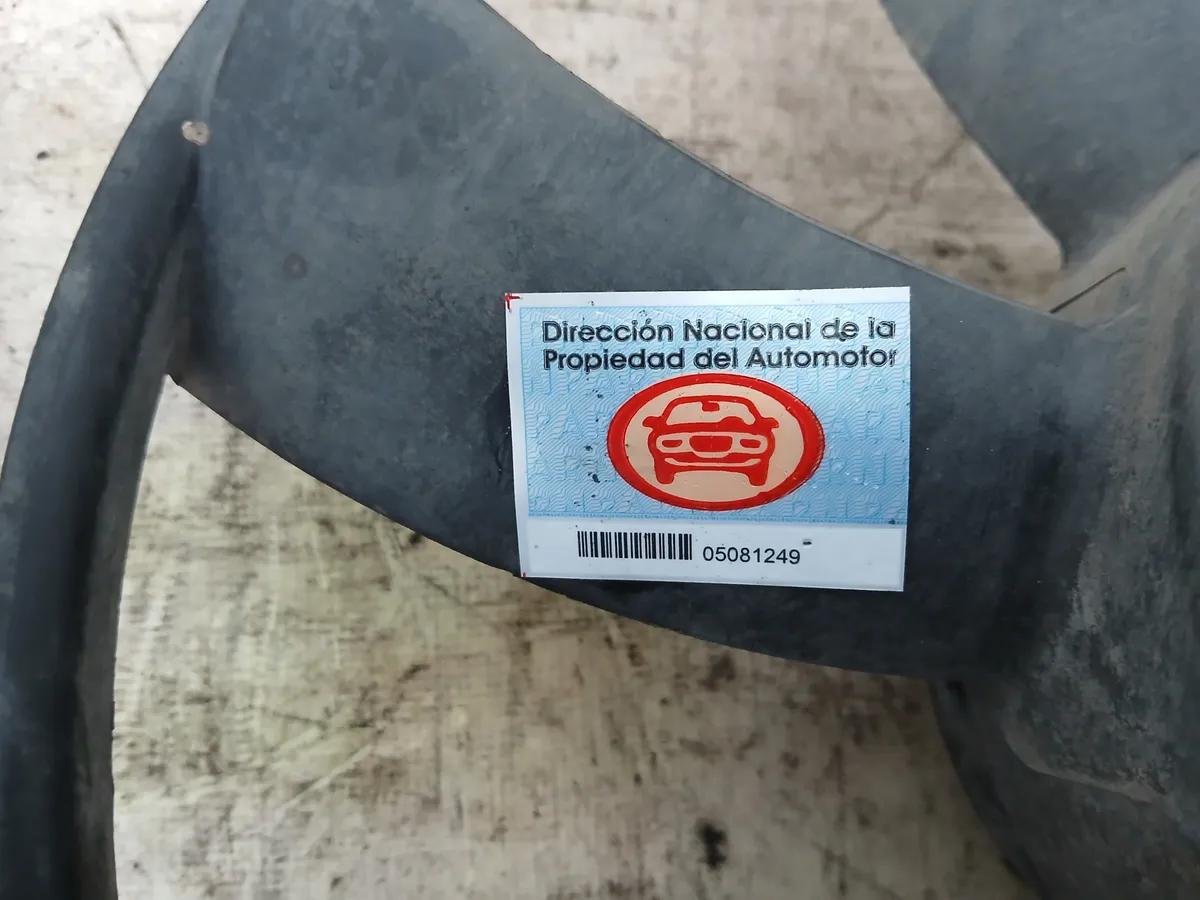 Dirección Nacional de la
Propiedad del Automotor
05081249